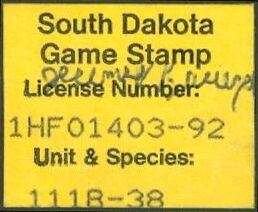 South Dakota
Game Stamp
License Number:
1HF01403-92
Unit & Species:
111B-38